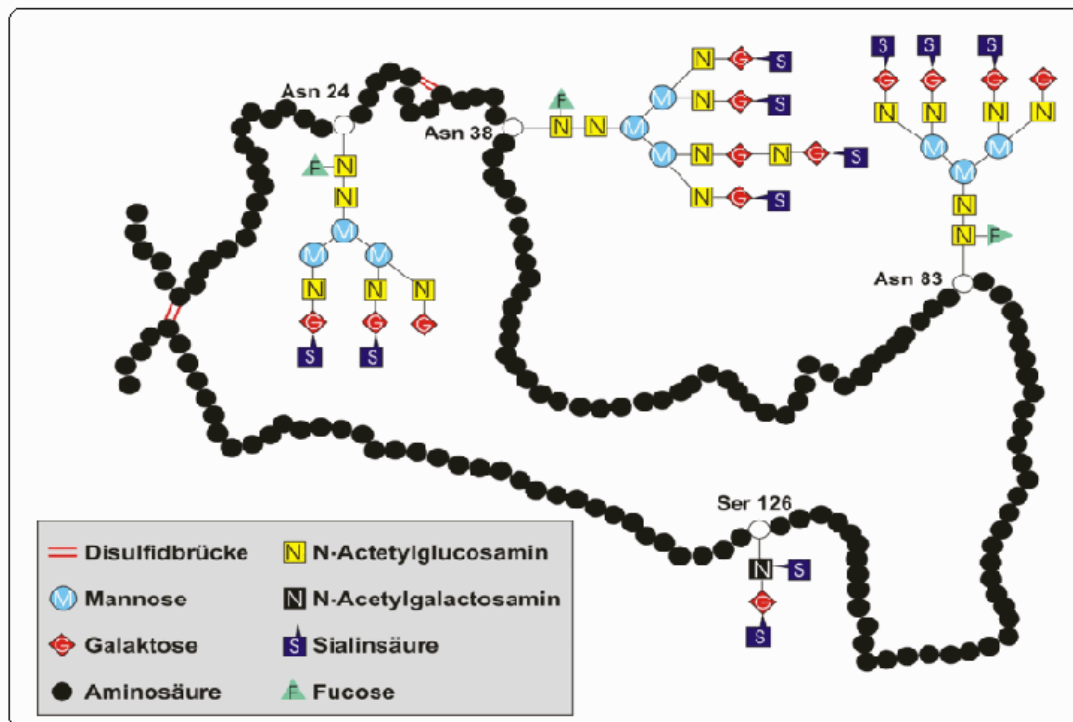 S S S G
G G G N
N N N
Asn 24
Asn 38
F
N N M
M N G S
N G S
M N G N G S
N G S
M M
M
N
N F
Asn 83
F N
N
M
M M
N N N
G G G
S S
Ser 126
N S
G
S
Disulfidbrücke
N N-Actetylglucosamin
M Mannose
N N-Acetylgalactosamin
G Galaktose
S Sialinsäure
Aminosäure
F Fucose